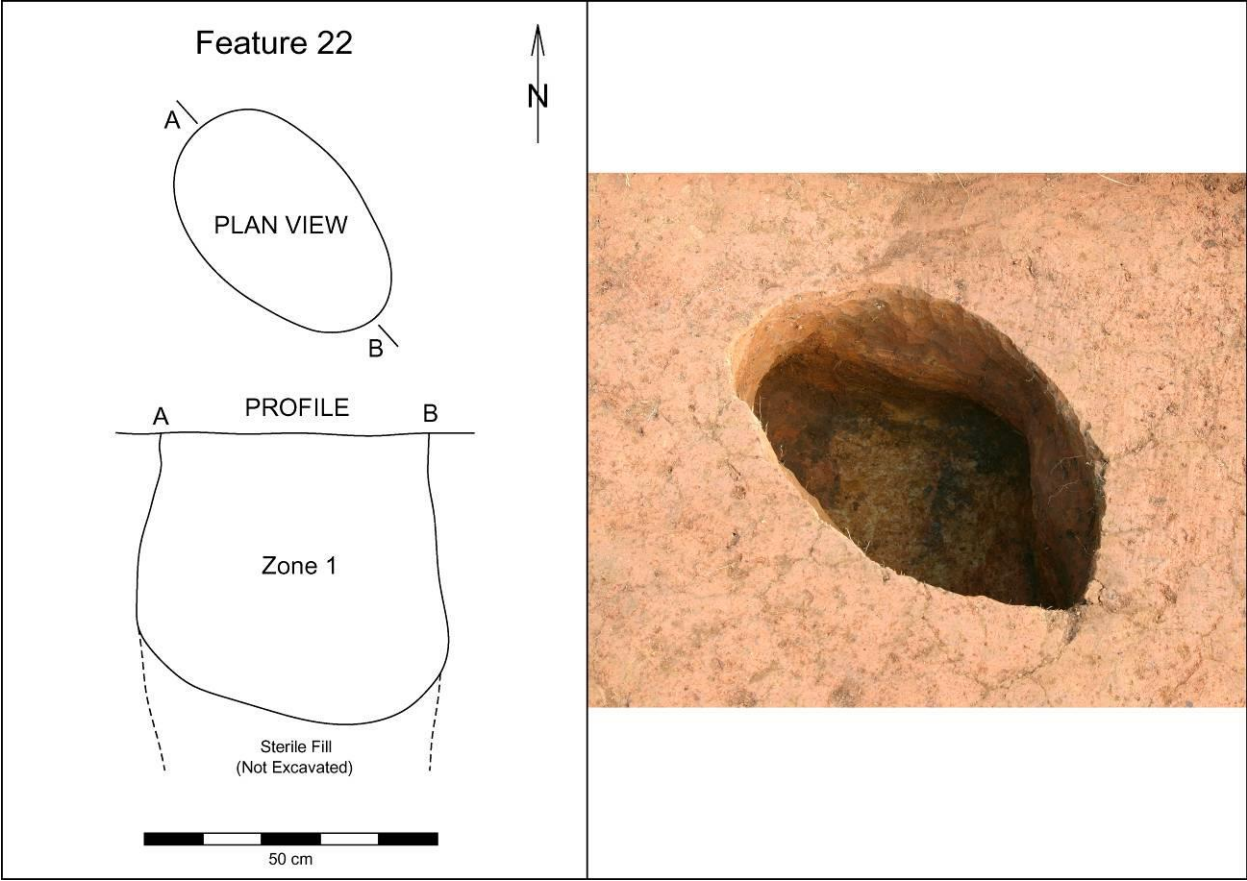 Feature 22
N
A
PLAN VIEW
B
PROFILE
A
B
Zone 1
Sterile Fill
(Not Excavated)
50 cm